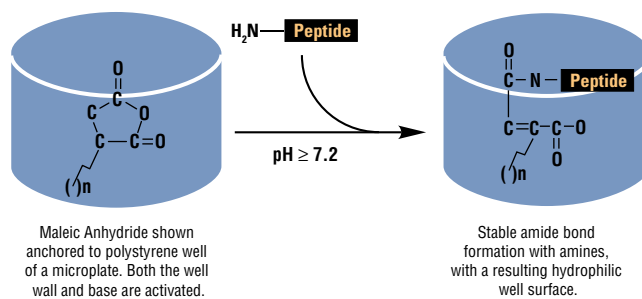 H₂N—Peptide
O
C
C
O
C
C=O
( )n
pH ≥ 7.2
O
C — N — Peptide
C=C C—O
C
O
( )n
Maleic Anhydride shown
anchored to polystyrene well
of a microplate. Both the well
wall and base are activated.
Stable amide bond
formation with amines,
with a resulting hydrophilic
well surface.